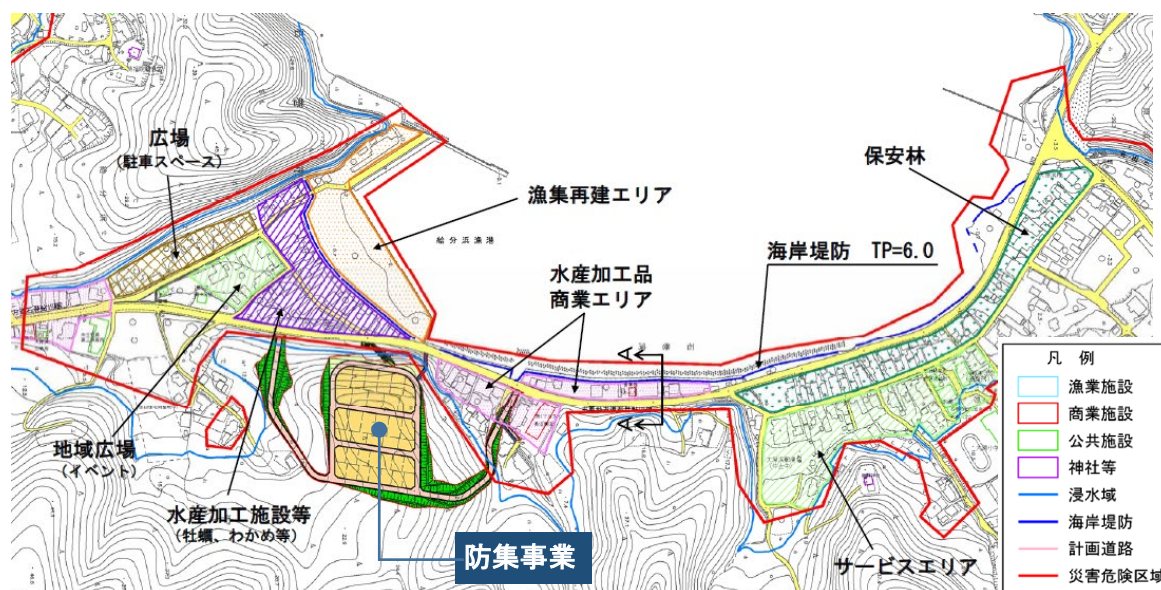 広場
(駐車スペース)
漁集再建エリア
保安林
給分浜漁港
海岸堤防 TP=6.0
水産加工品
商業エリア
A
A
地域広場
(イベント)
水産加工施設等
(牡蠣、わかめ等)
防集事業
サービスエリア
凡 例
漁業施設
商業施設
公共施設
神社等
浸水域
海岸堤防
計画道路
災害危険区域